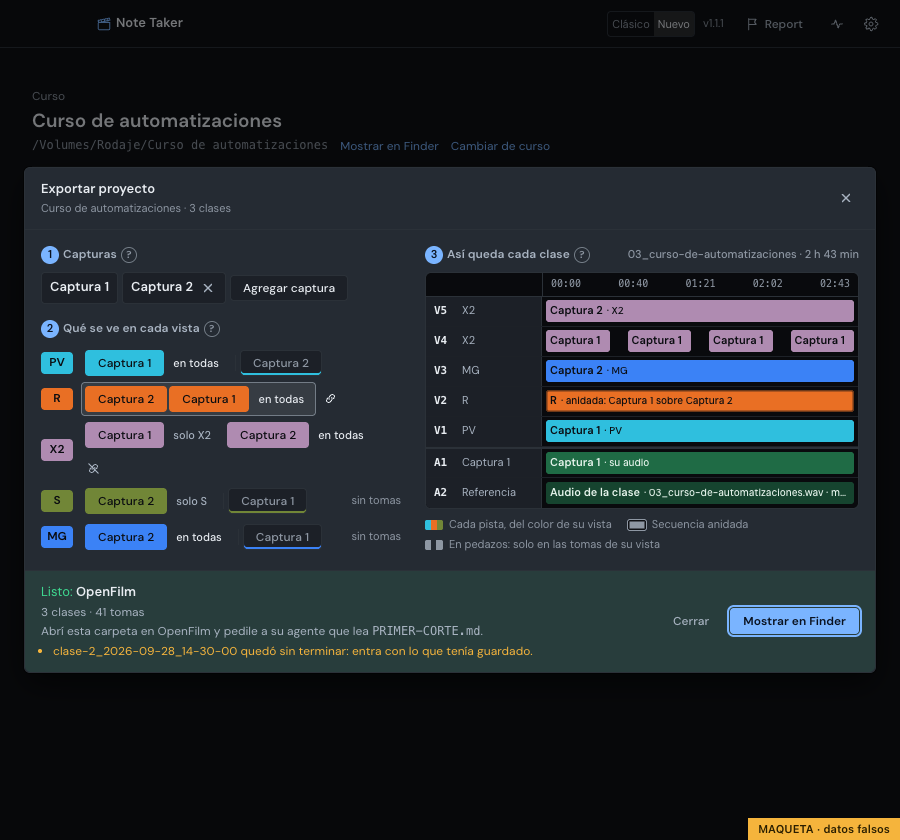 Note Taker
Clásico Nuevo v1.1.1 Report
Curso
Curso de automatizaciones
/Volumes/Rodaje/Curso de automatizaciones Mostrar en Finder Cambiar de curso
Exportar proyecto
Curso de automatizaciones · 3 clases
1 Capturas ?
Captura 1 Captura 2 Agregar captura
2 Qué se ve en cada vista ?
PV Captura 1 en todas Captura 2
R Captura 2 Captura 1 en todas
X2 Captura 1 solo X2 Captura 2 en todas
S Captura 2 solo S Captura 1 sin tomas
MG Captura 2 en todas Captura 1 sin tomas
3 Así queda cada clase ? 03_curso-de-automatizaciones · 2 h 43 min
00:00 00:40 01:21 02:02 02:43
V5 X2 Captura 2 · X2
V4 X2 Captura 1 Captura 1 Captura 1 Captura 1
V3 MG Captura 2 · MG
V2 R R · anidada: Captura 1 sobre Captura 2
V1 PV Captura 1 · PV
A1 Captura 1 Captura 1 · su audio
A2 Referencia Audio de la clase · 03_curso-de-automatizaciones.wav · m…
Cada pista, del color de su vista Secuencia anidada
En pedazos: solo en las tomas de su vista
Listo: OpenFilm
3 clases · 41 tomas
Abrí esta carpeta en OpenFilm y pedile a su agente que lea PRIMER-CORTE.md.
• clase-2_2026-09-28_14-30-00 quedó sin terminar: entra con lo que tenía guardado.
Cerrar Mostrar en Finder
MAQUETA · datos falsos